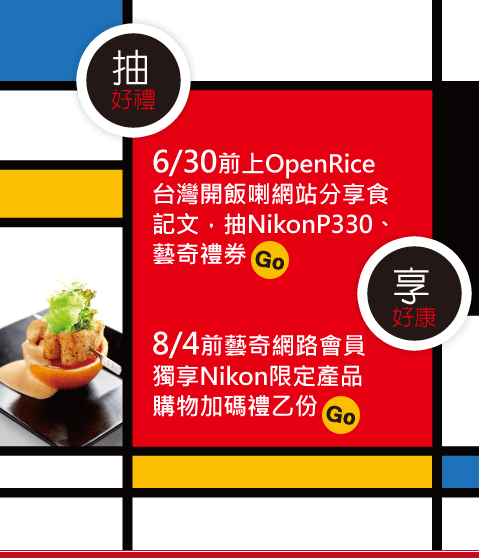 抽
好禮
6/30前上OpenRice
台灣開飯喇網站分享食
記文，抽NikonP330、
藝奇禮券 Go
享
好康
8/4前藝奇網路會員
獨享Nikon限定產品
購物加碼禮乙份 Go